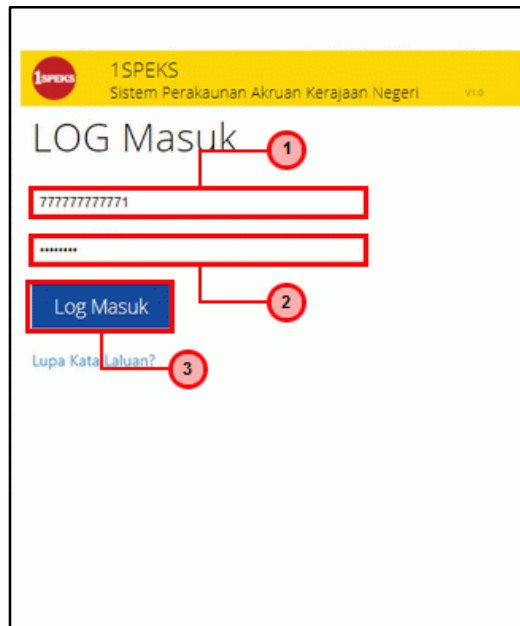 1SPEKS
1SPEKS
Sistem Perakaunan Akruan Kerajaan Negeri V1.0
LOG Masuk
1
777777777771
••••••••
2
Log Masuk
Lupa Kata Laluan?
3